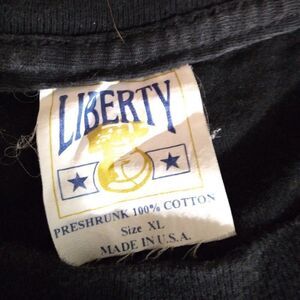 LIBERTY
PRESHRUNK 100% COTTON
Size XL
MADE IN U.S.A.